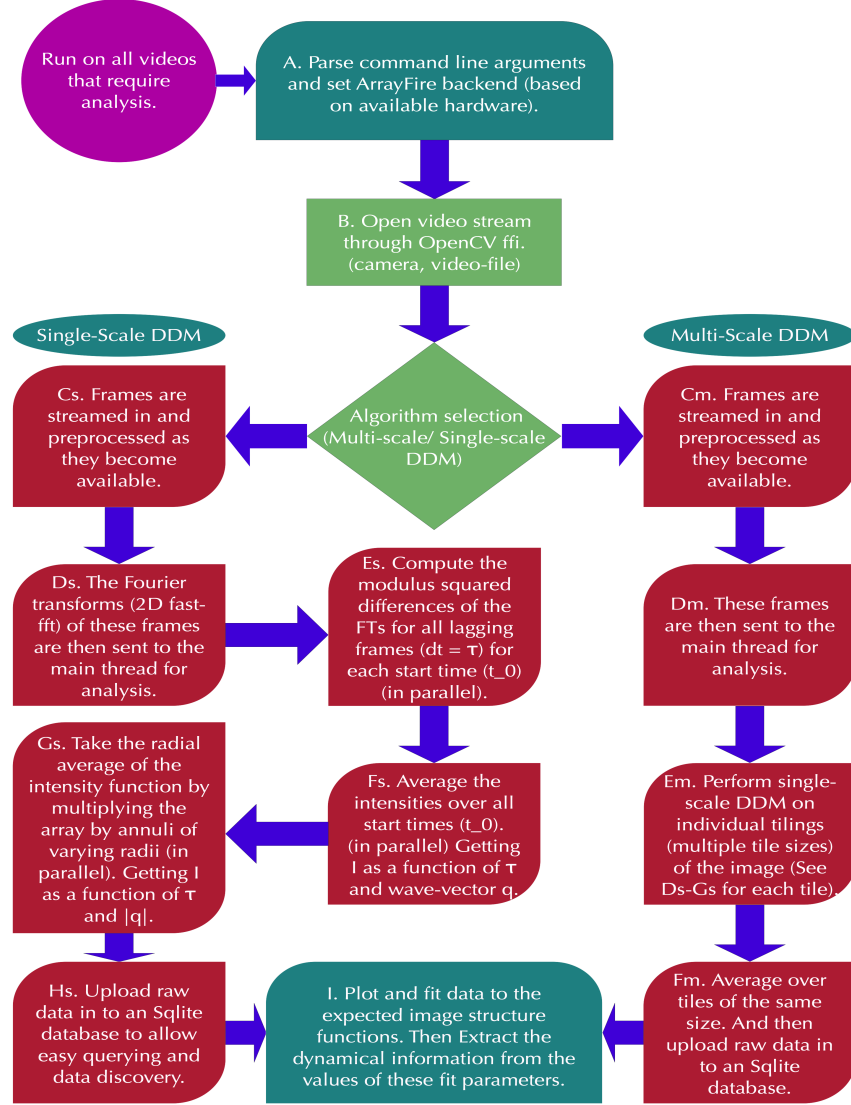 Run on all videos
that require
analysis.
A. Parse command line arguments
and set ArrayFire backend (based
on available hardware).
B. Open video stream
through OpenCV ffi.
(camera, video-file)
Single-Scale DDM
Multi-Scale DDM
Algorithm selection
(Multi-scale/ Single-scale
DDM)
Cs. Frames are
streamed in and
preprocessed as
they become
available.
Cm. Frames are
streamed in and
preprocessed as
they become
available.
Ds. The Fourier
transforms (2D fast-
fft) of these frames
are then sent to the
main thread for
analysis.
Es. Compute the
modulus squared
differences of the
FTs for all lagging
frames (dt = τ) for
each start time (t_0)
(in parallel).
Dm. These frames
are then sent to the
main thread for
analysis.
Gs. Take the radial
average of the
intensity function by
multiplying the
array by annuli of
varying radii (in
parallel). Getting I
as a function of τ
and |q|.
Fs. Average the
intensities over all
start times (t_0).
(in parallel) Getting
I as a function of τ
and wave-vector q.
Em. Perform single-
scale DDM on
individual tilings
(multiple tile sizes)
of the image (See
Ds-Gs for each tile).
Hs. Upload raw
data in to an Sqlite
database to allow
easy querying and
data discovery.
I. Plot and fit data to the
expected image structure
functions. Then Extract the
dynamical information from the
values of these fit parameters.
Fm. Average over
tiles of the same
size. And then
upload raw data in
to an Sqlite
database.